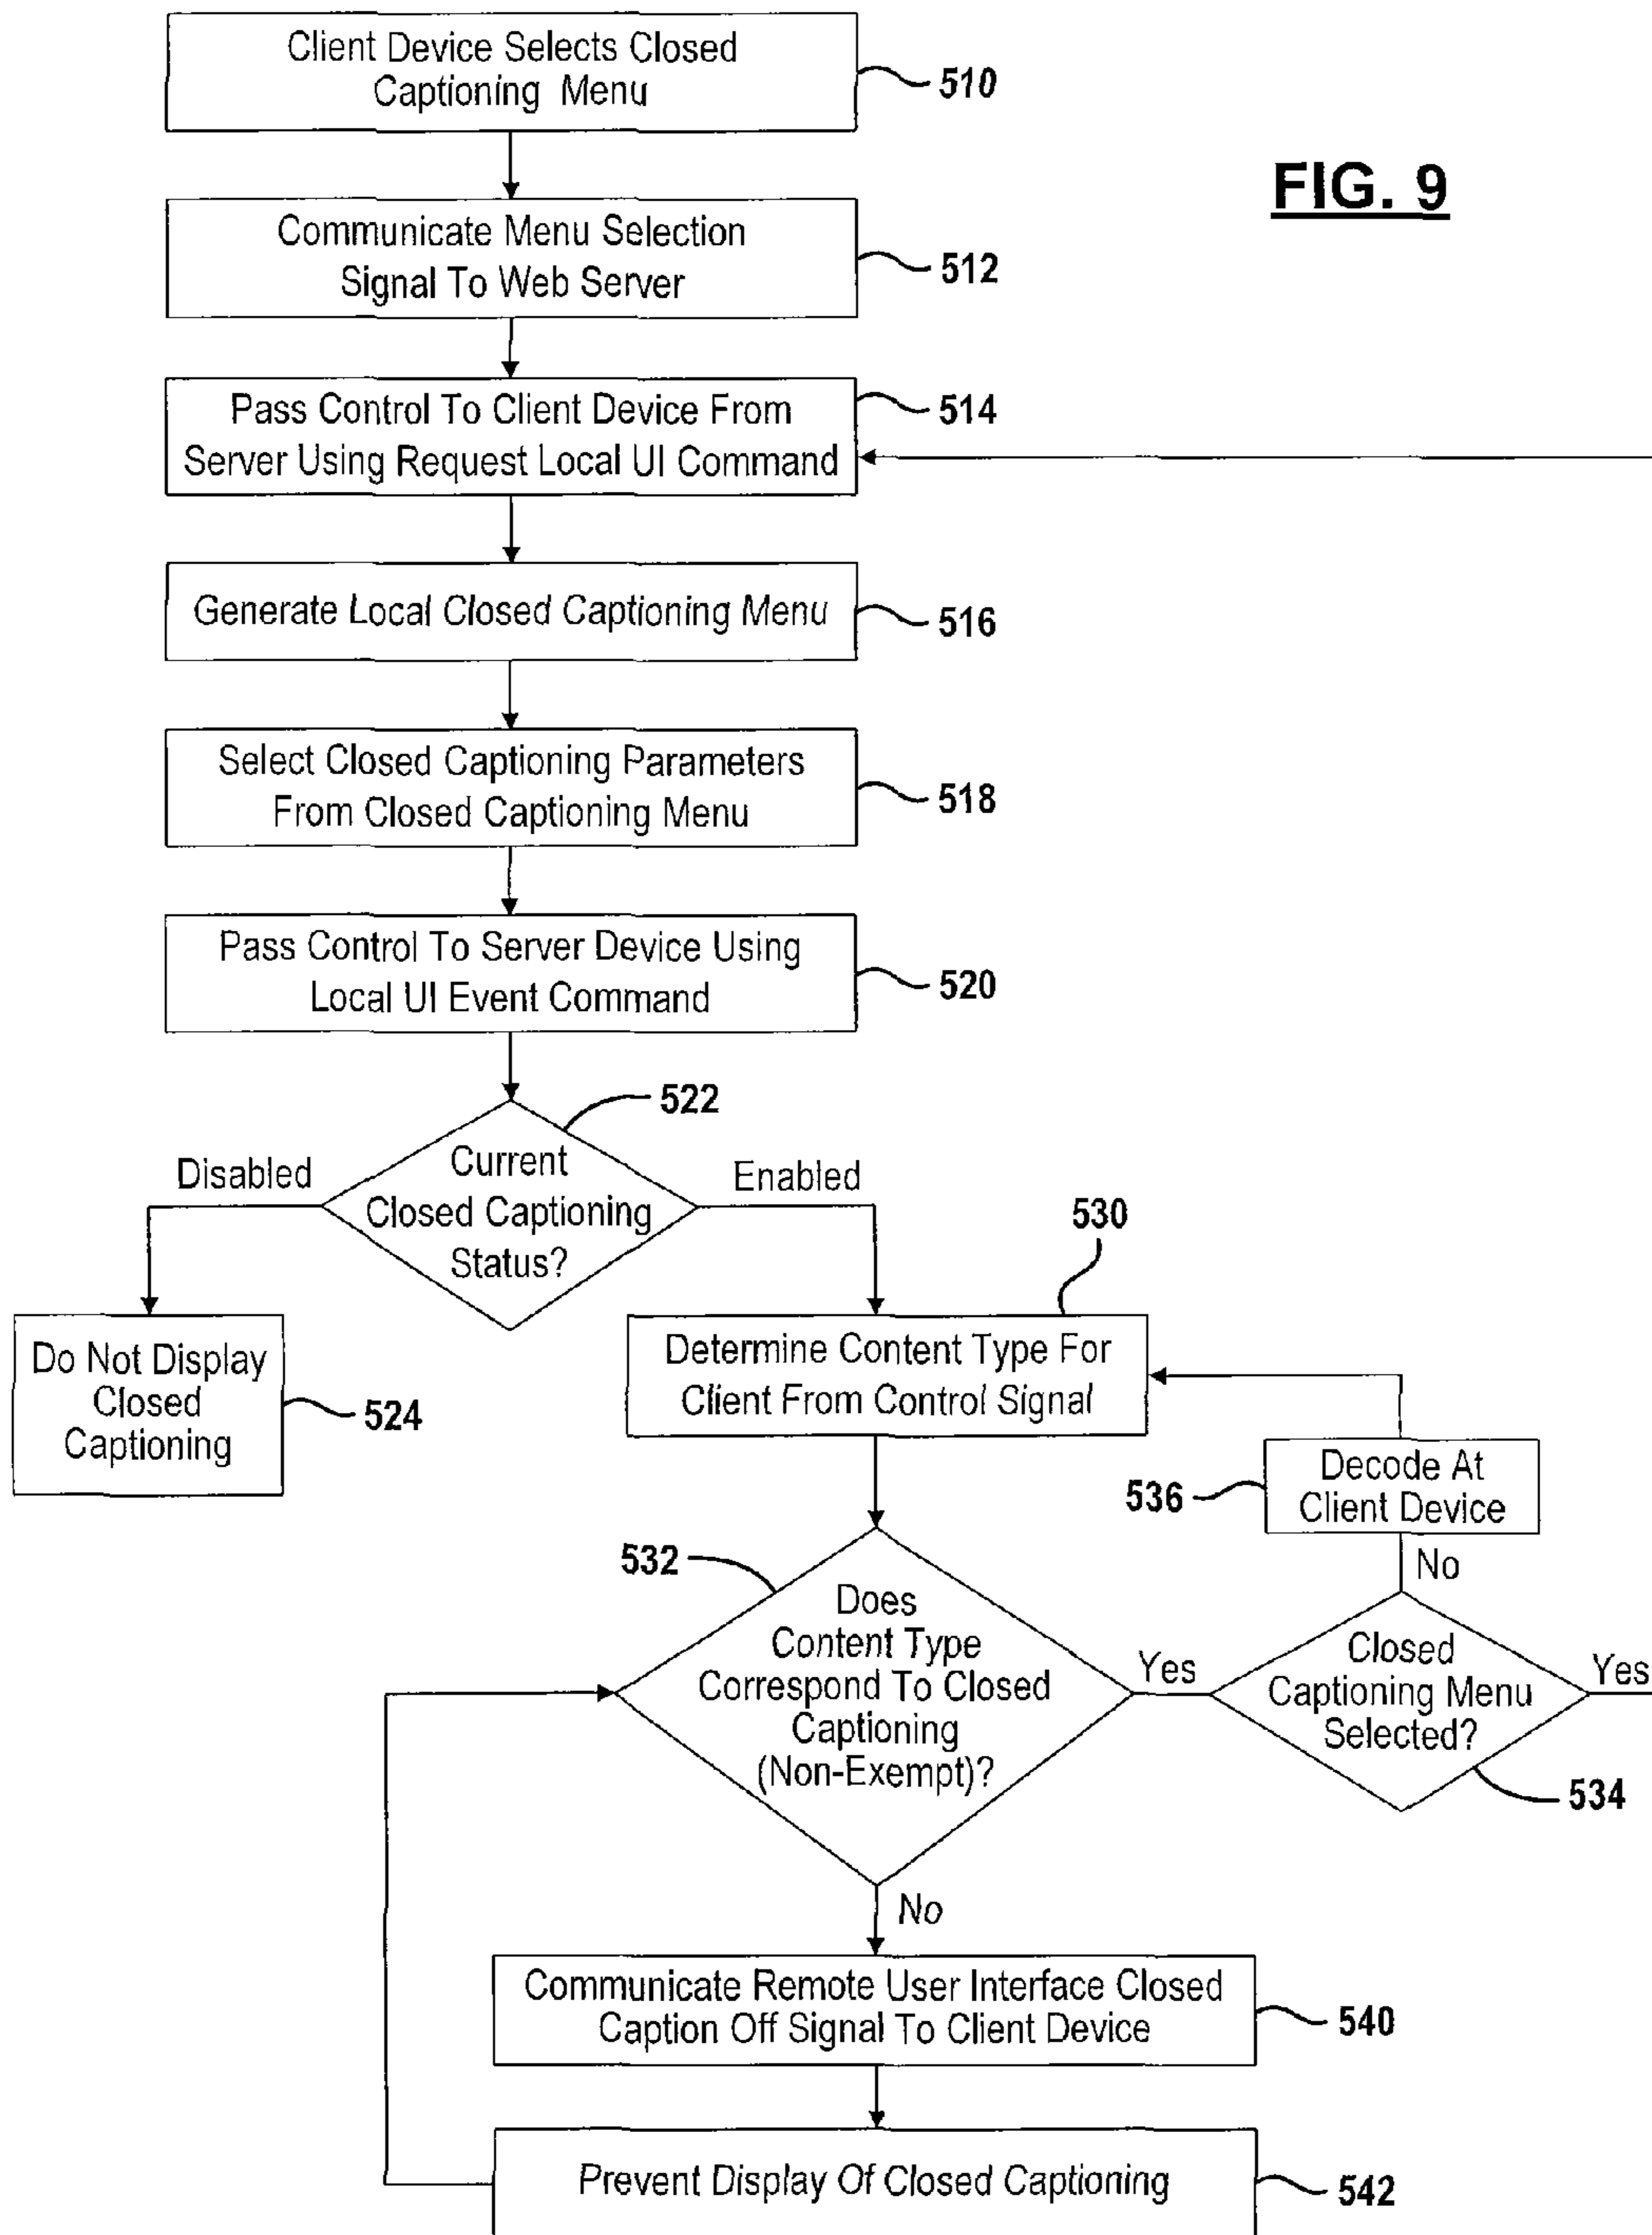 Client Device Selects Closed
Captioning Menu
510
FIG. 9
Communicate Menu Selection
Signal To Web Server
512
Pass Control To Client Device From
Server Using Request Local UI Command
514
Generate Local Closed Captioning Menu
516
Select Closed Captioning Parameters
From Closed Captioning Menu
518
Pass Control To Server Device Using
Local UI Event Command
520
522
Current
Closed Captioning
Status?
Disabled
Enabled
Do Not Display
Closed
Captioning
524
530
Determine Content Type For
Client From Control Signal
536
Decode At
Client Device
No
532
Does
Content Type
Correspond To Closed
Captioning
(Non-Exempt)?
Yes
Closed
Captioning Menu
Selected?
Yes
534
No
Communicate Remote User Interface Closed
Caption Off Signal To Client Device
540
Prevent Display Of Closed Captioning
542